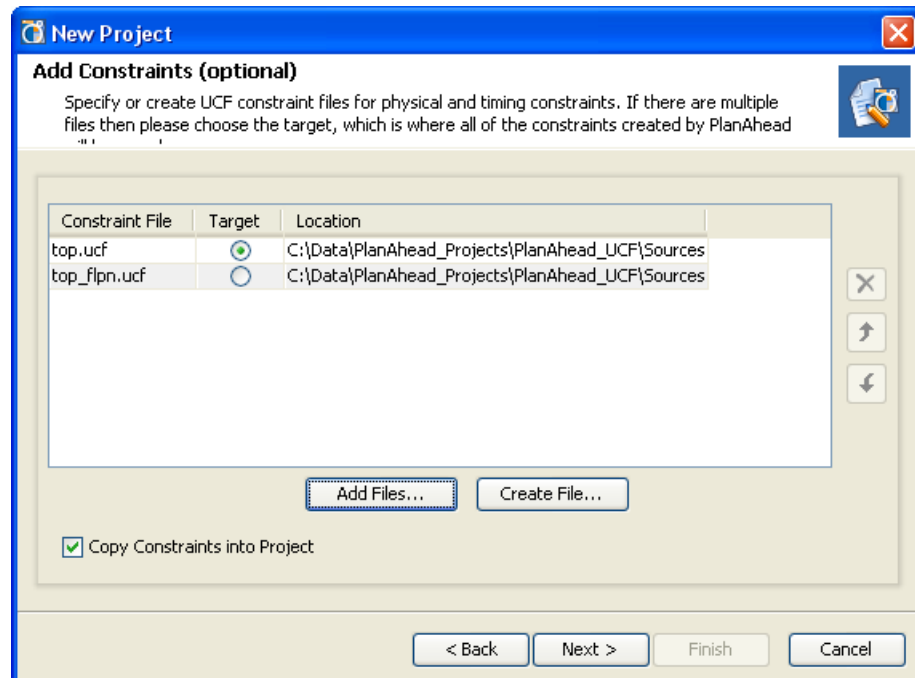 New Project
Add Constraints (optional)
Specify or create UCF constraint files for physical and timing constraints. If there are multiple
files then please choose the target, which is where all of the constraints created by PlanAhead
Constraint File Target Location
top.ucf C:\Data\PlanAhead_Projects\PlanAhead_UCF\Sources
top_flpn.ucf C:\Data\PlanAhead_Projects\PlanAhead_UCF\Sources
Add Files... Create File...
Copy Constraints into Project
< Back Next > Finish Cancel